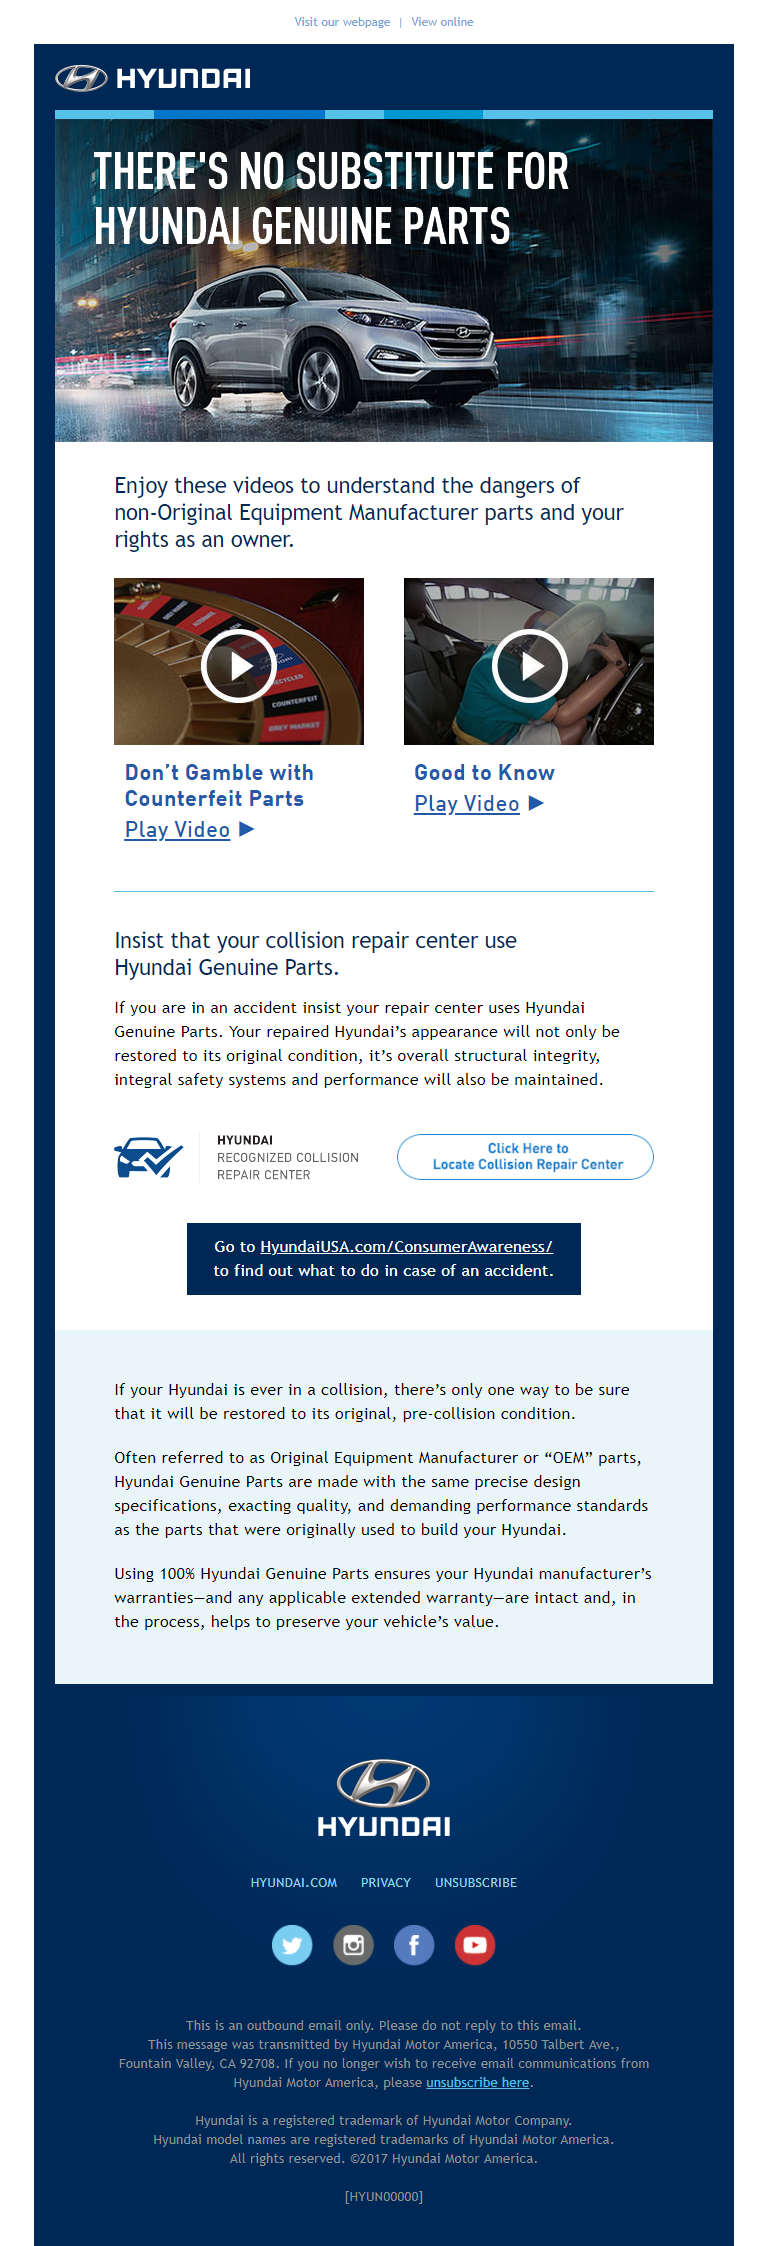 Visit our webpage | View online
HYUNDAI
THERE'S NO SUBSTITUTE FOR
HYUNDAI GENUINE PARTS
Enjoy these videos to understand the dangers of
non-Original Equipment Manufacturer parts and your
rights as an owner.
HYUNDAI
RECYCLED
COUNTERFEIT
GREY MARKET
Don’t Gamble with
Counterfeit Parts
Play Video
Good to Know
Play Video
Insist that your collision repair center use
Hyundai Genuine Parts.
If you are in an accident insist your repair center uses Hyundai
Genuine Parts. Your repaired Hyundai’s appearance will not only be
restored to its original condition, it’s overall structural integrity,
integral safety systems and performance will also be maintained.
HYUNDAI
RECOGNIZED COLLISION
REPAIR CENTER
Click Here to
Locate Collision Repair Center
Go to HyundaiUSA.com/ConsumerAwareness/
to find out what to do in case of an accident.
If your Hyundai is ever in a collision, there’s only one way to be sure
that it will be restored to its original, pre-collision condition.
Often referred to as Original Equipment Manufacturer or “OEM” parts,
Hyundai Genuine Parts are made with the same precise design
specifications, exacting quality, and demanding performance standards
as the parts that were originally used to build your Hyundai.
Using 100% Hyundai Genuine Parts ensures your Hyundai manufacturer’s
warranties—and any applicable extended warranty—are intact and, in
the process, helps to preserve your vehicle’s value.
HYUNDAI
HYUNDAI.COM PRIVACY UNSUBSCRIBE
This is an outbound email only. Please do not reply to this email.
This message was transmitted by Hyundai Motor America, 10550 Talbert Ave.,
Fountain Valley, CA 92708. If you no longer wish to receive email communications from
Hyundai Motor America, please unsubscribe here.
Hyundai is a registered trademark of Hyundai Motor Company.
Hyundai model names are registered trademarks of Hyundai Motor America.
All rights reserved. ©2017 Hyundai Motor America.
[HYUN00000]